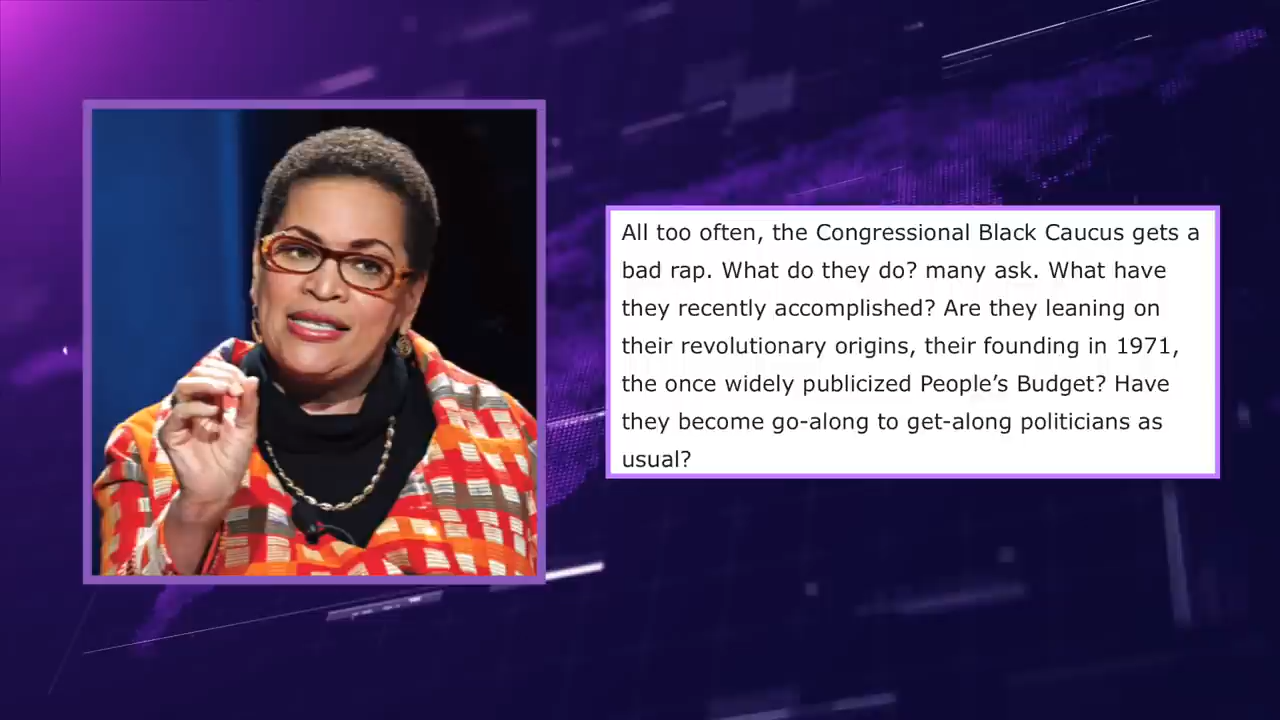 All too often, the Congressional Black Caucus gets a
bad rap. What do they do? many ask. What have
they recently accomplished? Are they leaning on
their revolutionary origins, their founding in 1971,
the once widely publicized People’s Budget? Have
they become go-along to get-along politicians as
usual?